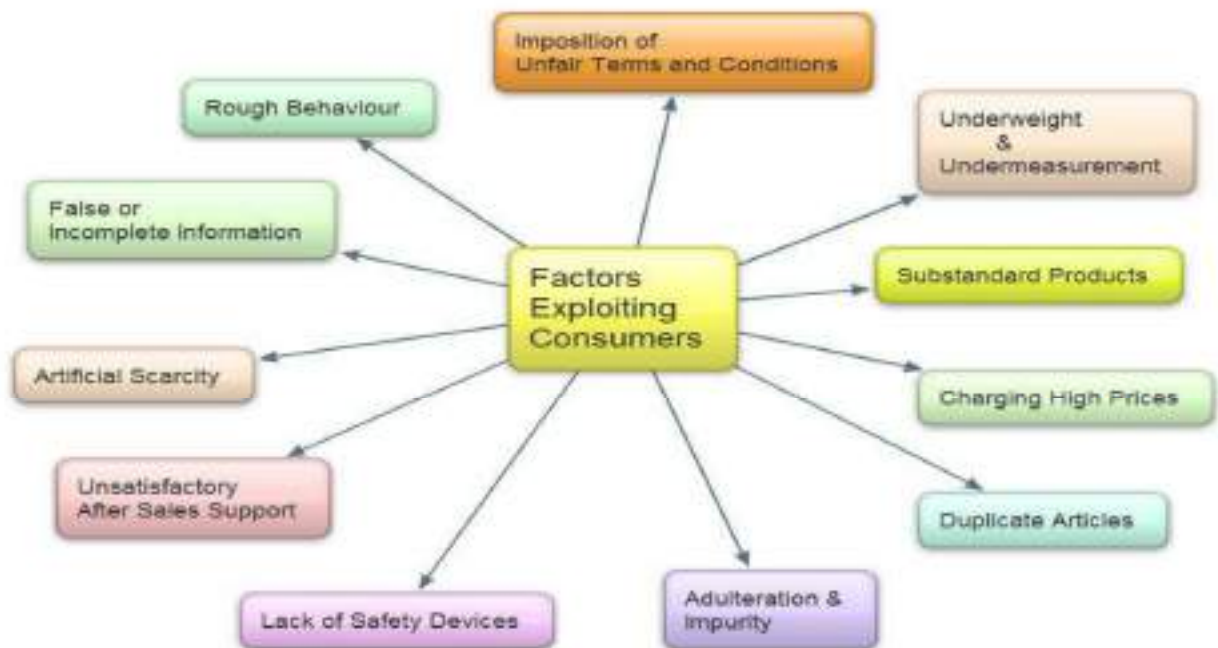 Imposition of
Unfair Terms and Conditions
Rough Behaviour
Underweight
&
Undermeasurement
False or
Incomplete Information
Factors
Exploiting
Consumers
Substandard Products
Artificial Scarcity
Charging High Prices
Unsatisfactory
After Sales Support
Duplicate Articles
Lack of Safety Devices
Adulteration &
Impurity